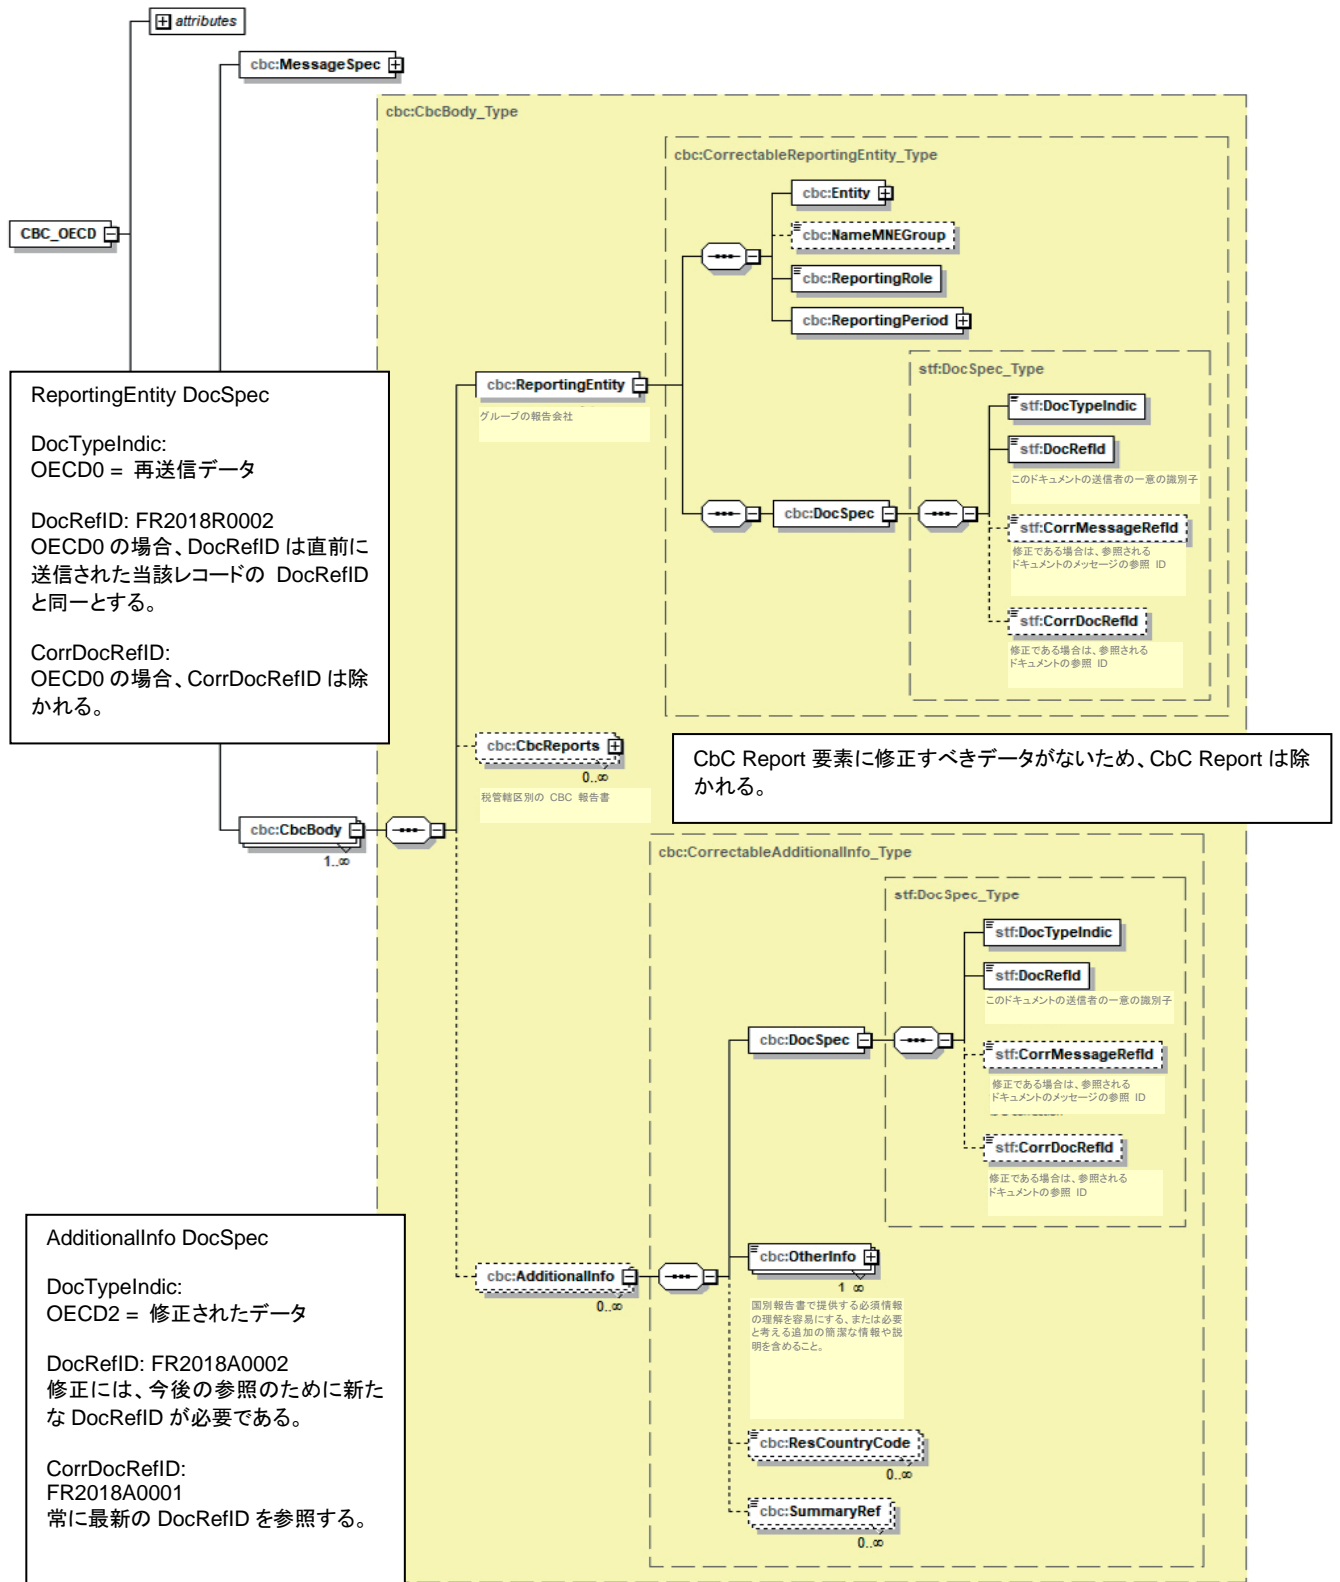 attributes
cbc:MessageSpec
cbc:CbcBody_Type
cbc:CorrectableReportingEntity_Type
cbc:Entity
cbc:NameMNEGroup
CBC_OECD
cbc:ReportingRole
cbc:ReportingPeriod
stf:DocSpec_Type
cbc:ReportingEntity
グループの報告会社
stf:DocTypeIndic
stf:DocRefId
このドキュメントの送信者の一意の識別子
cbc:DocSpec
stf:CorrMessageRefId
修正である場合は、参照される
ドキュメントのメッセージの参照 ID
stf:CorrDocRefId
修正である場合は、参照される
ドキュメントの参照 ID
ReportingEntity DocSpec
DocTypeIndic:
OECD0 = 再送信データ
DocRefID: FR2018R0002
OECD0 の場合、DocRefID は直前に
送信された当該レコードの DocRefID
と同一とする。
CorrDocRefID:
OECD0 の場合、CorrDocRefID は除
かれる。
cbc:CbcReports
0..∞
税管轄区別の CBC 報告書
CbC Report 要素に修正すべきデータがないため、CbC Report は除
かれる。
cbc:CbcBody
1..∞
cbc:CorrectableAdditionalInfo_Type
stf:DocSpec_Type
stf:DocTypeIndic
stf:DocRefId
このドキュメントの送信者の一意の識別子
cbc:DocSpec
stf:CorrMessageRefId
修正である場合は、参照される
ドキュメントのメッセージの参照 ID
stf:CorrDocRefId
修正である場合は、参照される
ドキュメントの参照 ID
cbc:AdditionalInfo
0..∞
cbc:OtherInfo
1 ∞
国別報告書で提供する必須情報
の理解を容易にする、または必要
と考える追加の簡潔な情報や説
明を含めること。
cbc:ResCountryCode
0..∞
cbc:SummaryRef
0..∞
AdditionalInfo DocSpec
DocTypeIndic:
OECD2 = 修正されたデータ
DocRefID: FR2018A0002
修正には、今後の参照のために新た
な DocRefID が必要である。
CorrDocRefID:
FR2018A0001
常に最新の DocRefID を参照する。